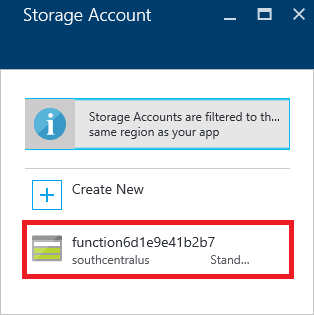 Storage Account
Storage Accounts are filtered to th...
same region as your app
Create New
function6d1e9e41b2b7
southcentralus Stand...